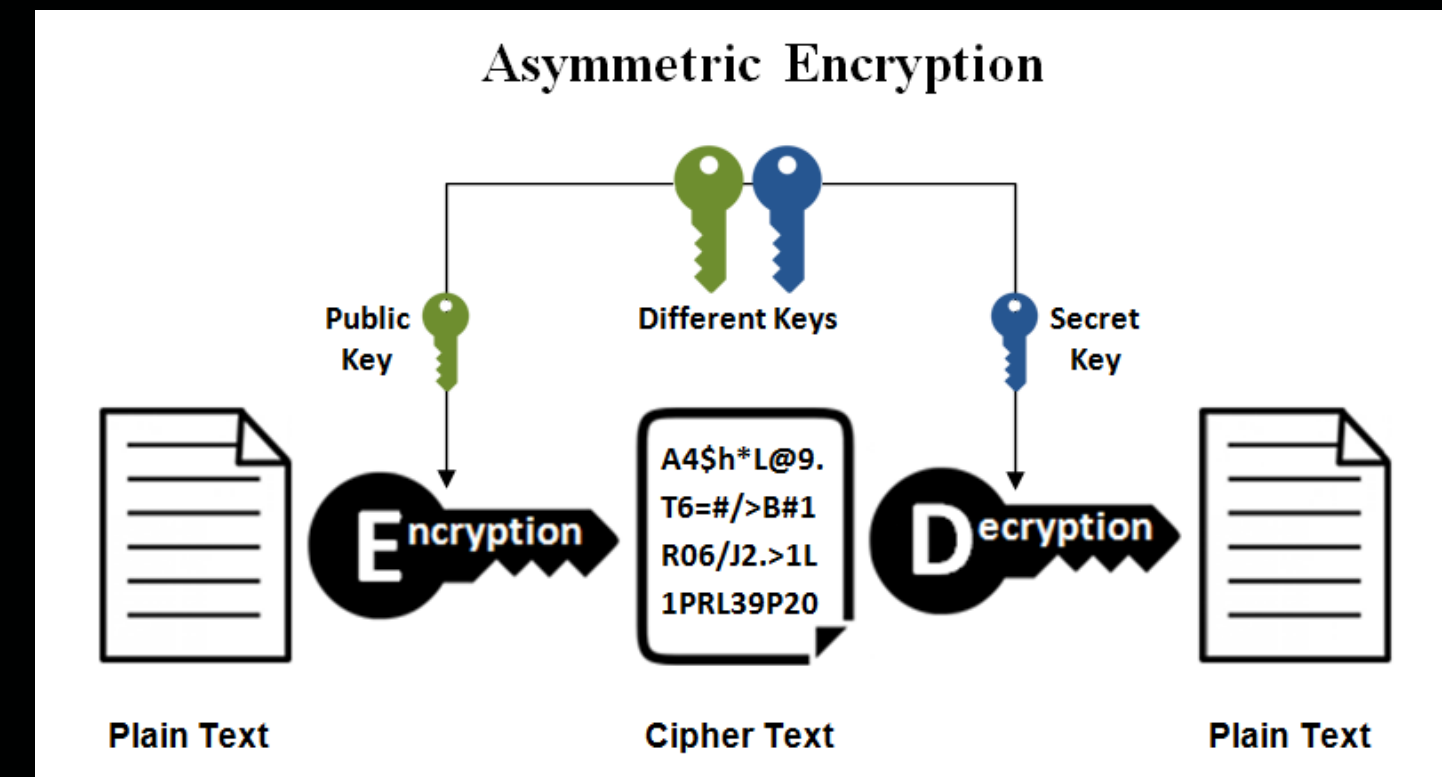 Asymmetric Encryption
Public
Key
Different Keys
Secret
Key
Encryption
A4$h*L@9.
T6=#/>B#1
R06/J2.>1L
1PRL39P20
Decryption
Plain Text
Cipher Text
Plain Text